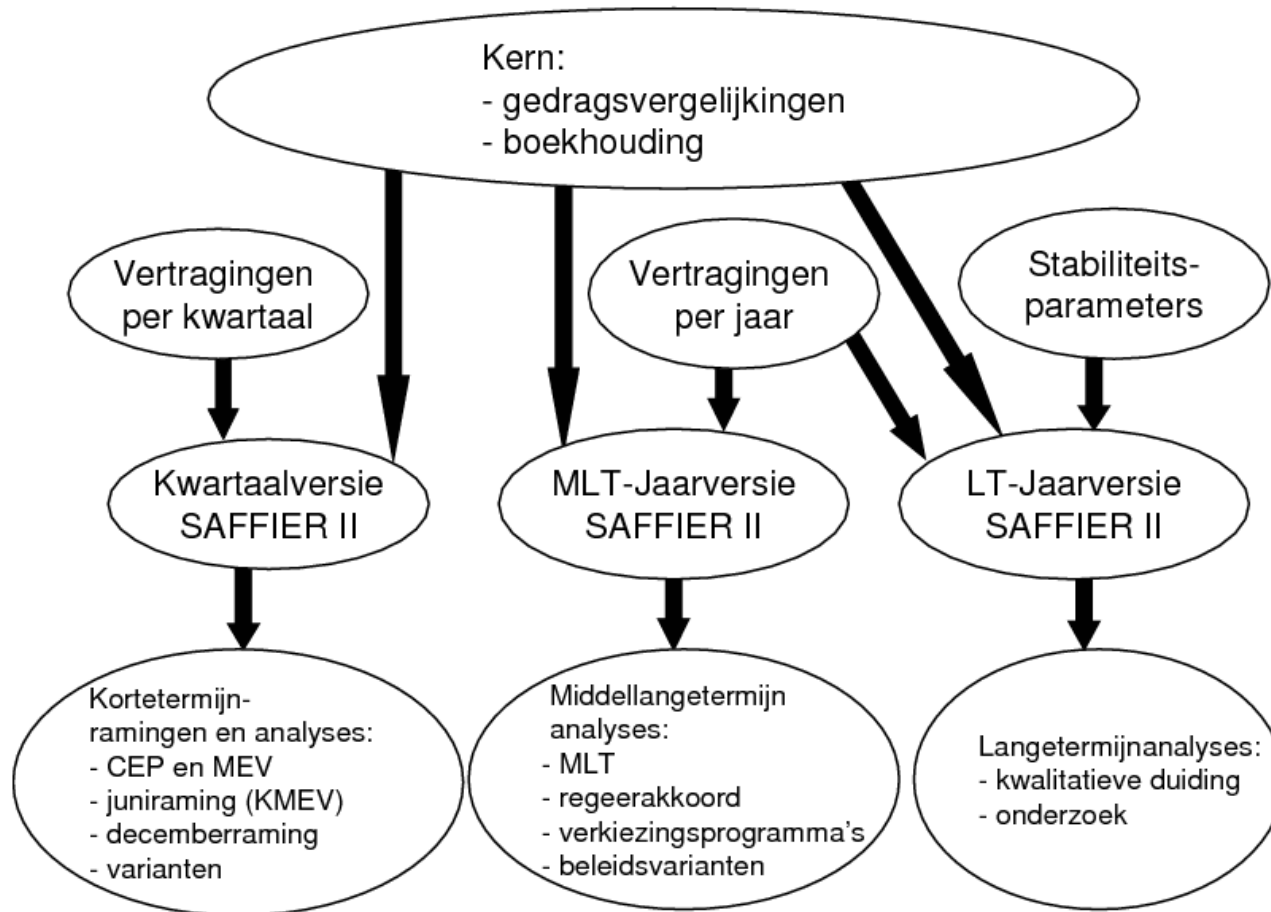 Kern:
- gedragsvergelijkingen
- boekhouding
Vertragingen
per kwartaal
Vertragingen
per jaar
Stabiliteits-
parameters
Kwartaalversie
SAFFIER II
MLT-Jaarversie
SAFFIER II
LT-Jaarversie
SAFFIER II
Kortetermijn-
ramingen en analyses:
- CEP en MEV
- juniraming (KMEV)
- decemberraming
- varianten
Middellangetermijn
analyses:
- MLT
- regeerakkoord
- verkiezingsprogramma's
- beleidsvarianten
Langetermijnanalyses:
- kwalitatieve duiding
- onderzoek